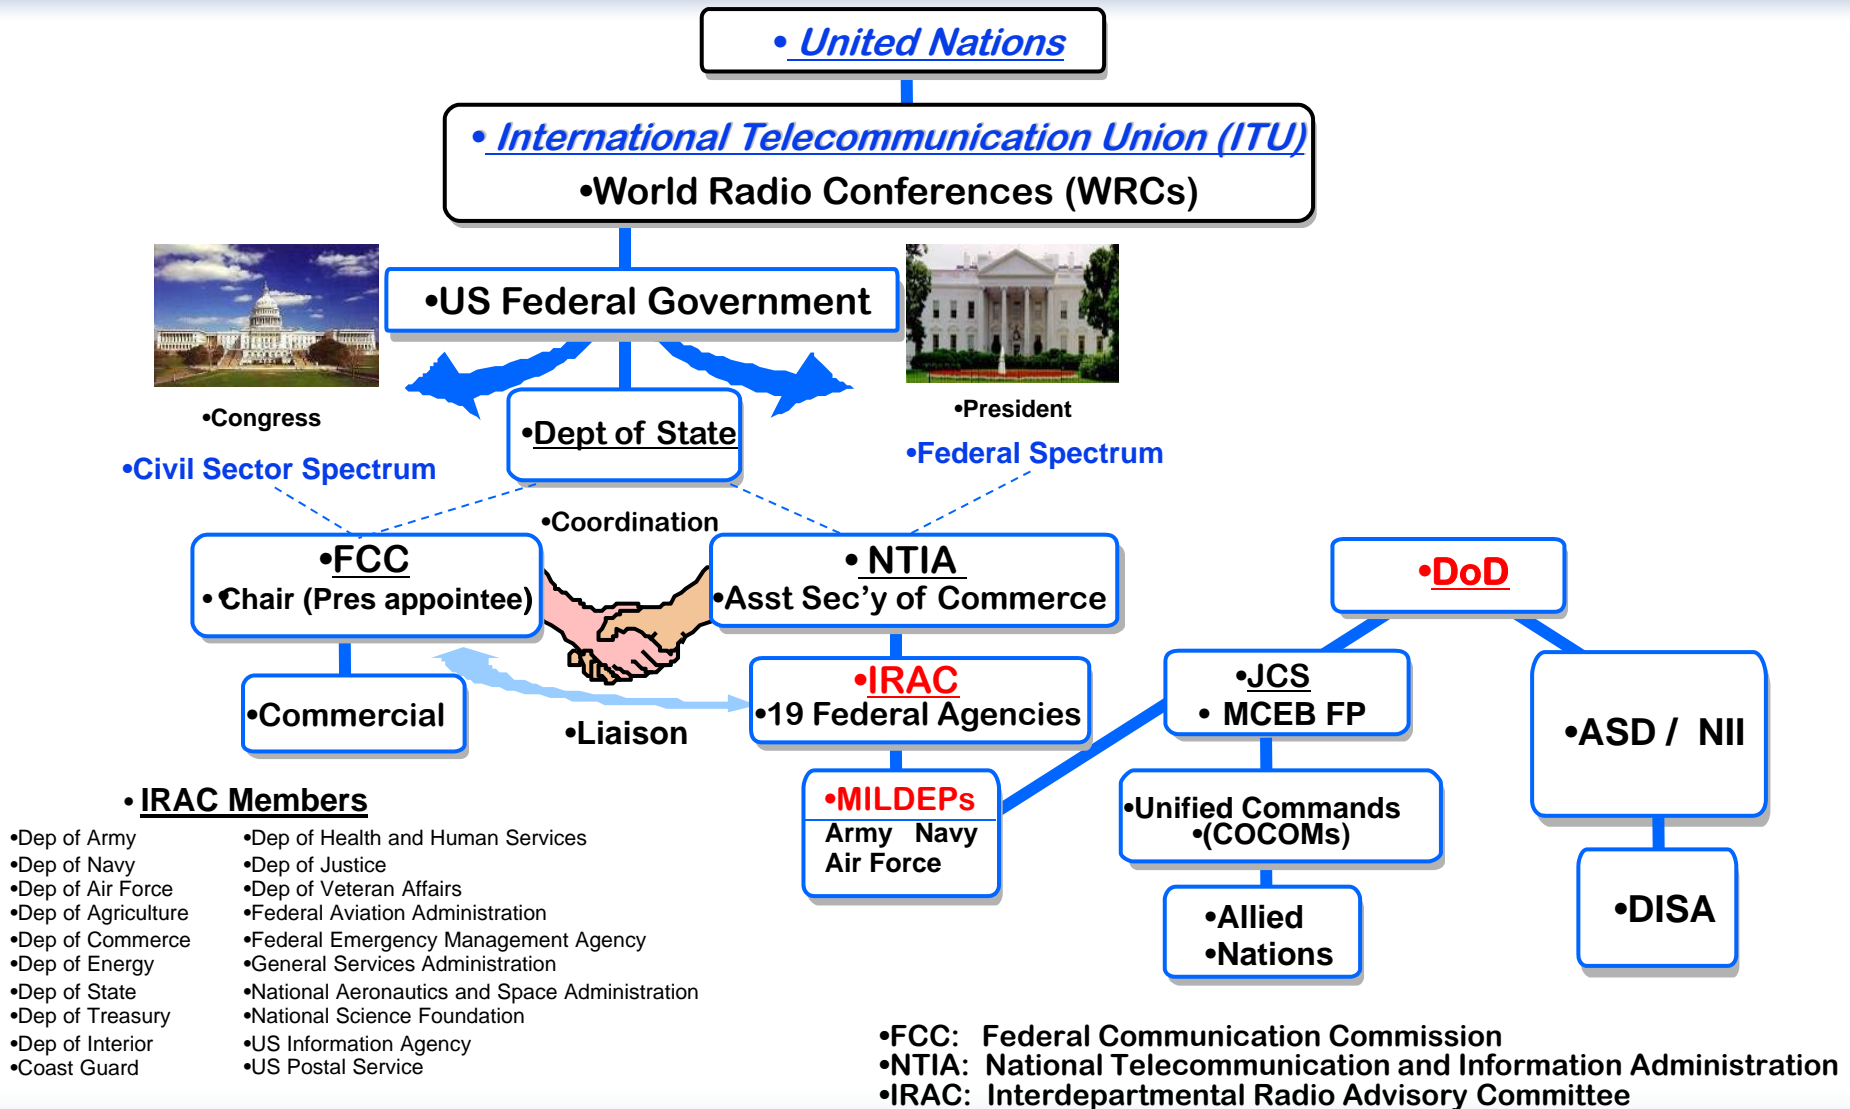 • United Nations
• International Telecommunication Union (ITU)
•World Radio Conferences (WRCs)
•US Federal Government
•Congress
•President
•Dept of State
•Civil Sector Spectrum
•Federal Spectrum
•Coordination
•FCC
• •Chair (Pres appointee)
• NTIA
•Asst Sec'y of Commerce
•DoD
•Commercial
•Liaison
•IRAC
•19 Federal Agencies
•JCS
• MCEB FP
•ASD / NII
•MILDEPs
Army Navy
Air Force
•Unified Commands
•(COCOMs)
•Allied
•Nations
•DISA
• IRAC Members
•Dep of Army
•Dep of Navy
•Dep of Air Force
•Dep of Agriculture
•Dep of Commerce
•Dep of Energy
•Dep of State
•Dep of Treasury
•Dep of Interior
•Coast Guard
•Dep of Health and Human Services
•Dep of Justice
•Dep of Veteran Affairs
•Federal Aviation Administration
•Federal Emergency Management Agency
•General Services Administration
•National Aeronautics and Space Administration
•National Science Foundation
•US Information Agency
•US Postal Service
•FCC: Federal Communication Commission
•NTIA: National Telecommunication and Information Administration
•IRAC: Interdepartmental Radio Advisory Committee